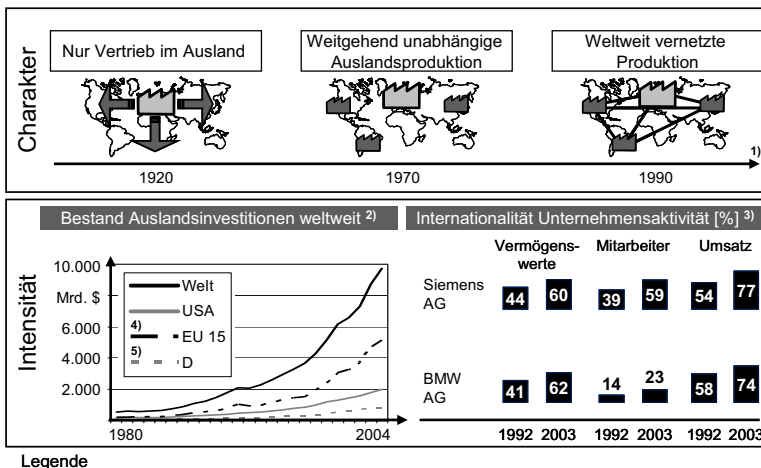 Charakter
Nur Vertrieb im Ausland
Weitgehend unabhängige
Auslandsproduktion
Weltweit vernetzte
Produktion
1)
1920
1970
1990
Intensität
Bestand Auslandsinvestitionen weltweit 2)
10.000
Mrd. $
6.000
4.000
2.000
Welt
USA
4)
EU 15
5)
D
1980
2004
Internationalität Unternehmensaktivität [%] 3)
Vermögens-
werte
Mitarbeiter
Umsatz
Siemens
AG
44 60 39 59 54 77
BMW
AG
41 62 14 23 58 74
1992 2003 1992 2003 1992 2003
Legende